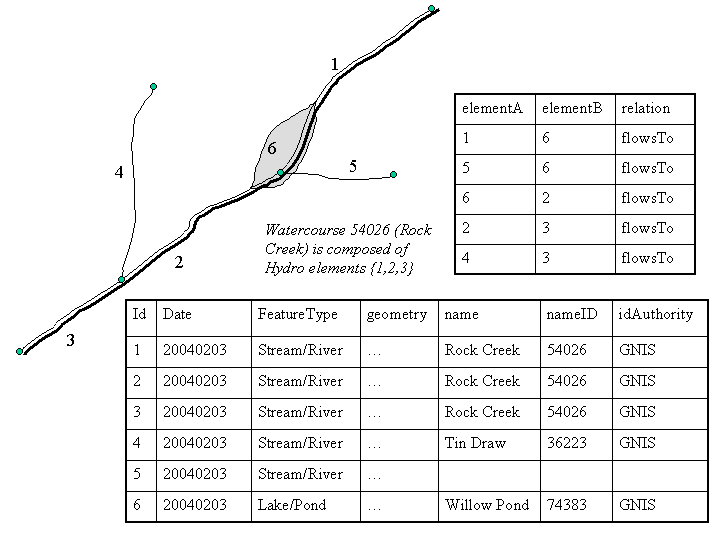 1
6
4
5
2
3
Watercourse 54026 (Rock
Creek) is composed of
Hydro elements {1,2,3}
elementA elementB relation
1 6 flowsTo
5 6 flowsTo
6 2 flowsTo
2 3 flowsTo
4 3 flowsTo
Id Date FeatureType geometry name nameID idAuthority
1 20040203 Stream/River … Rock Creek 54026 GNIS
2 20040203 Stream/River … Rock Creek 54026 GNIS
3 20040203 Stream/River … Rock Creek 54026 GNIS
4 20040203 Stream/River … Tin Draw 36223 GNIS
5 20040203 Stream/River …
6 20040203 Lake/Pond … Willow Pond 74383 GNIS